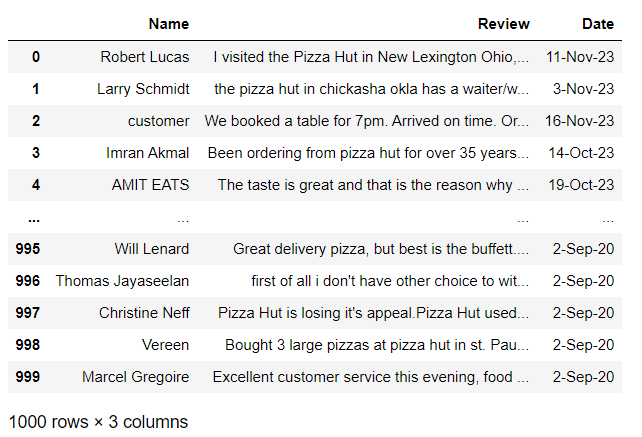 Name Review Date
0 Robert Lucas I visited the Pizza Hut in New Lexington Ohio,... 11-Nov-23
1 Larry Schmidt the pizza hut in chickasha okla has a waiter/w... 3-Nov-23
2 customer We booked a table for 7pm. Arrived on time. Or... 16-Nov-23
3 Imran Akmal Been ordering from pizza hut for over 35 years... 14-Oct-23
4 AMIT EATS The taste is great and that is the reason why ... 19-Oct-23
... ... ... ...
995 Will Lenard Great delivery pizza, but best is the buffett.... 2-Sep-20
996 Thomas Jayaseelan first of all i don't have other choice to wit... 2-Sep-20
997 Christine Neff Pizza Hut is losing it's appeal.Pizza Hut used... 2-Sep-20
998 Vereen Bought 3 large pizzas at pizza hut in st. Pau... 2-Sep-20
999 Marcel Gregoire Excellent customer service this evening, food ... 2-Sep-20
1000 rows × 3 columns